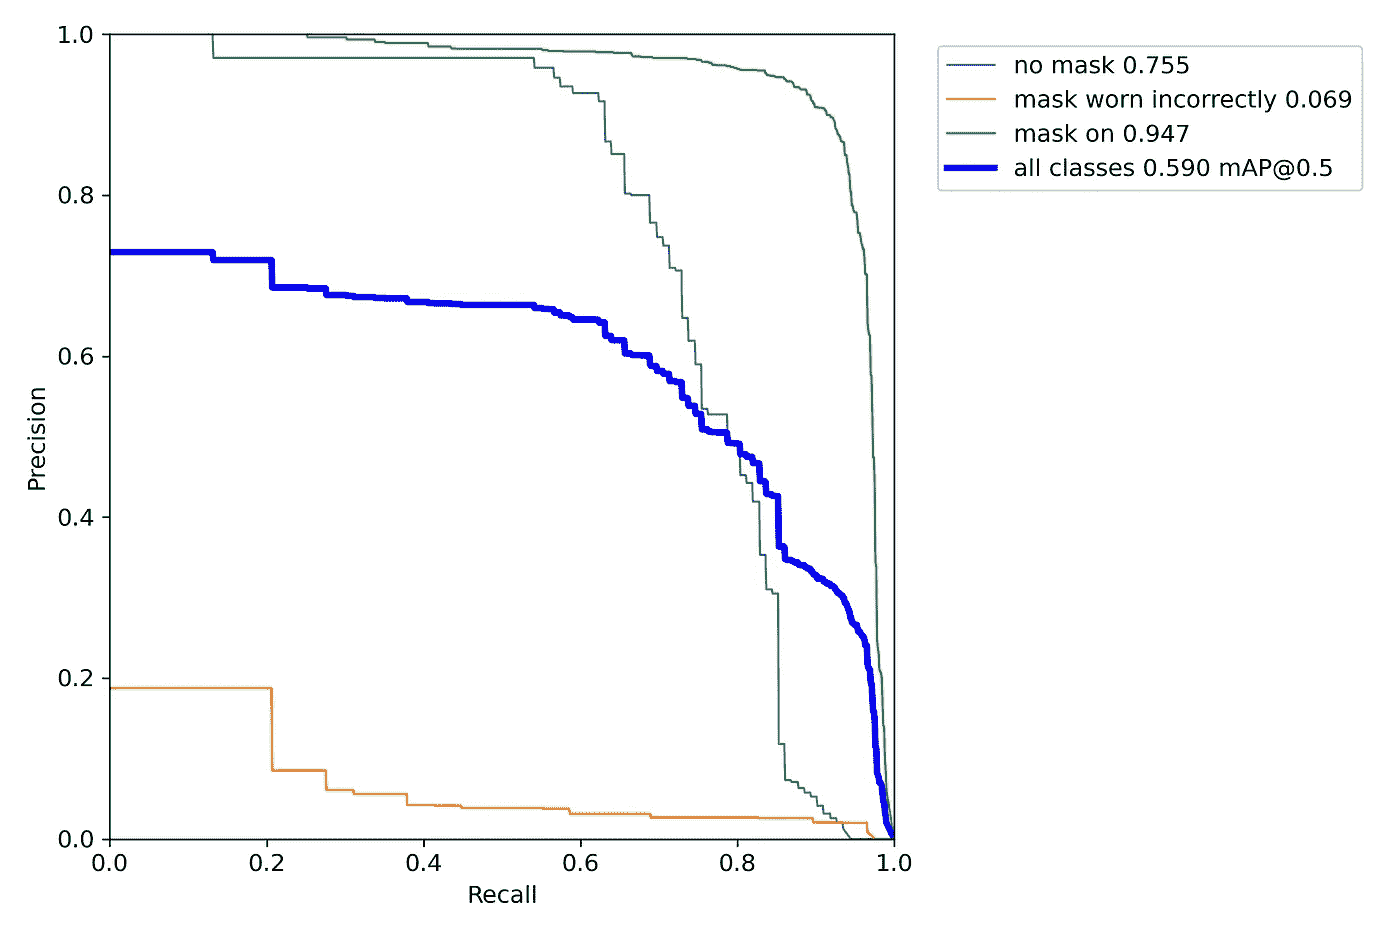 1.0
0.8
0.6
0.4
0.2
0.0
Precision
0.0 0.2 0.4 0.6 0.8 1.0
Recall
no mask 0.755
mask worn incorrectly 0.069
mask on 0.947
all classes 0.590 mAP@0.5